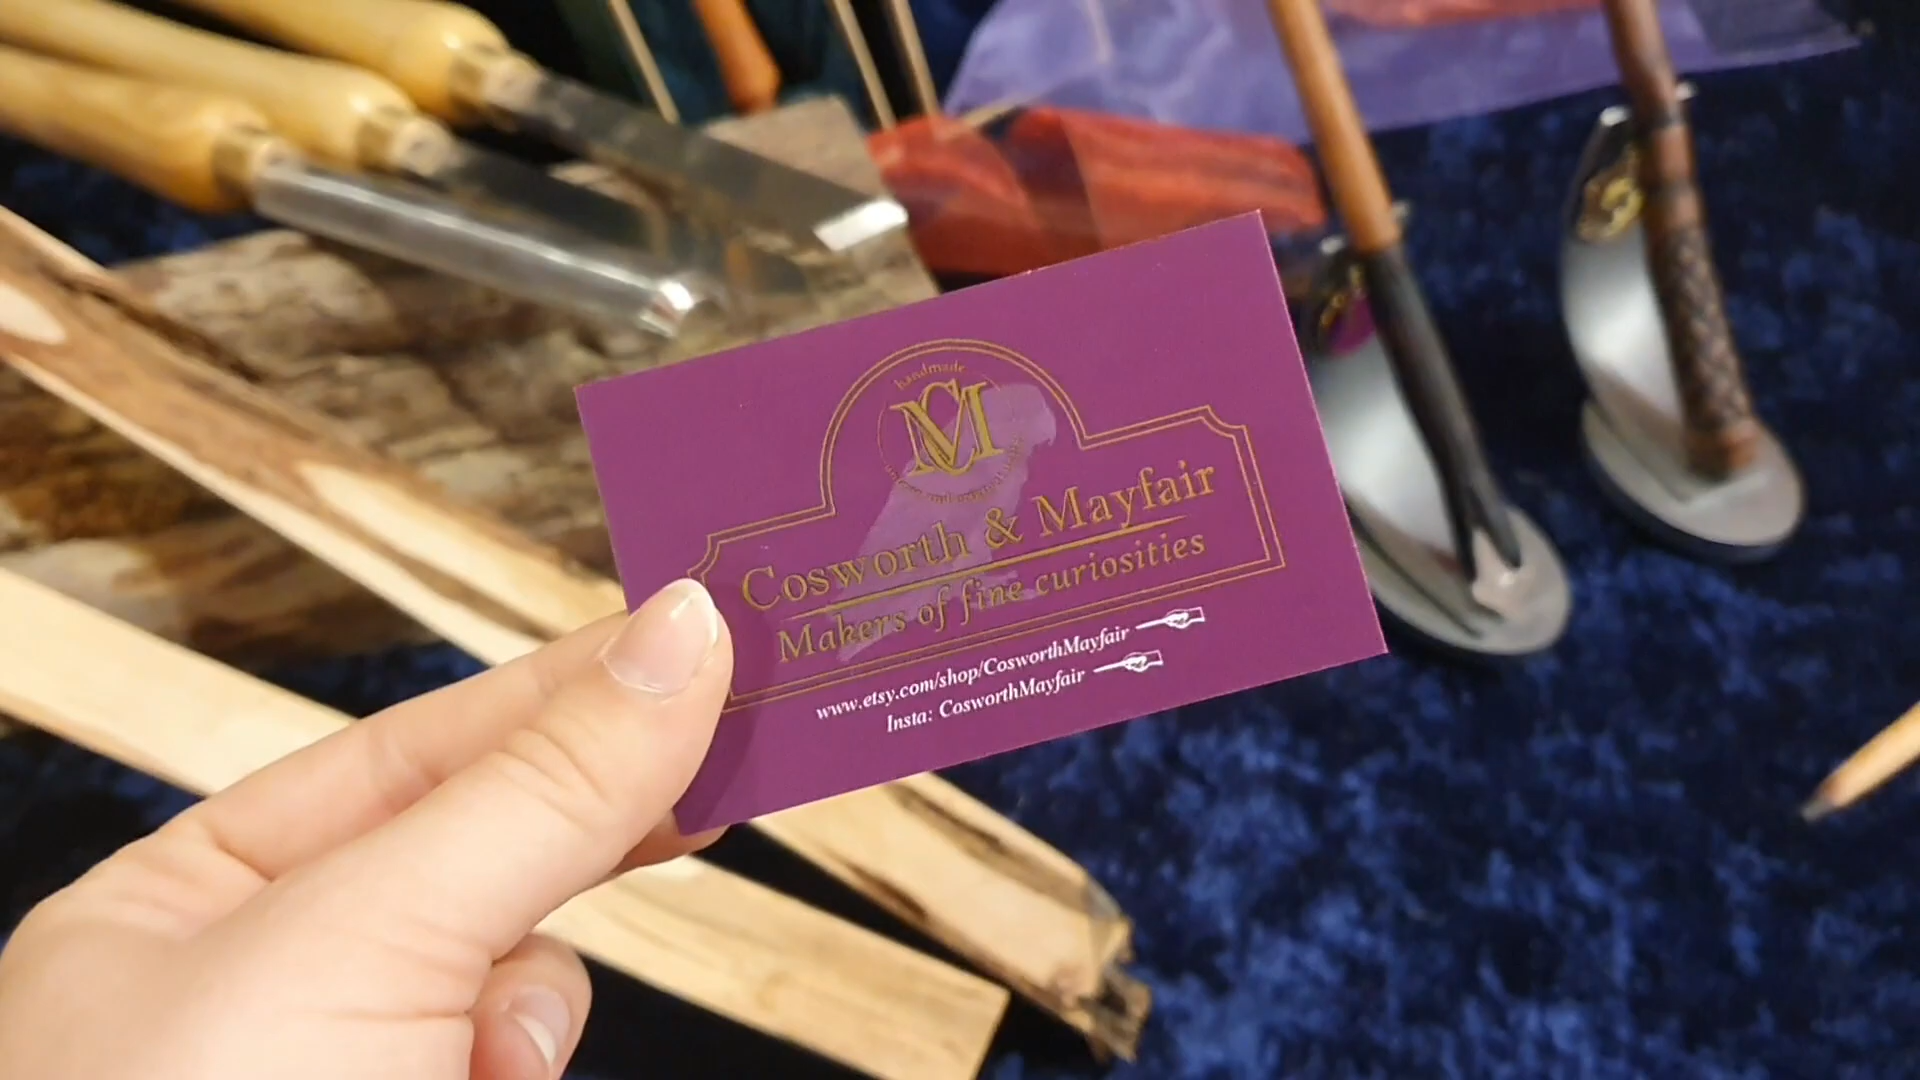 handmade
CM
Cosworth & Mayfair
Makers of fine curiosities
www.etsy.com/shop/CosworthMayfair
Insta: CosworthMayfair